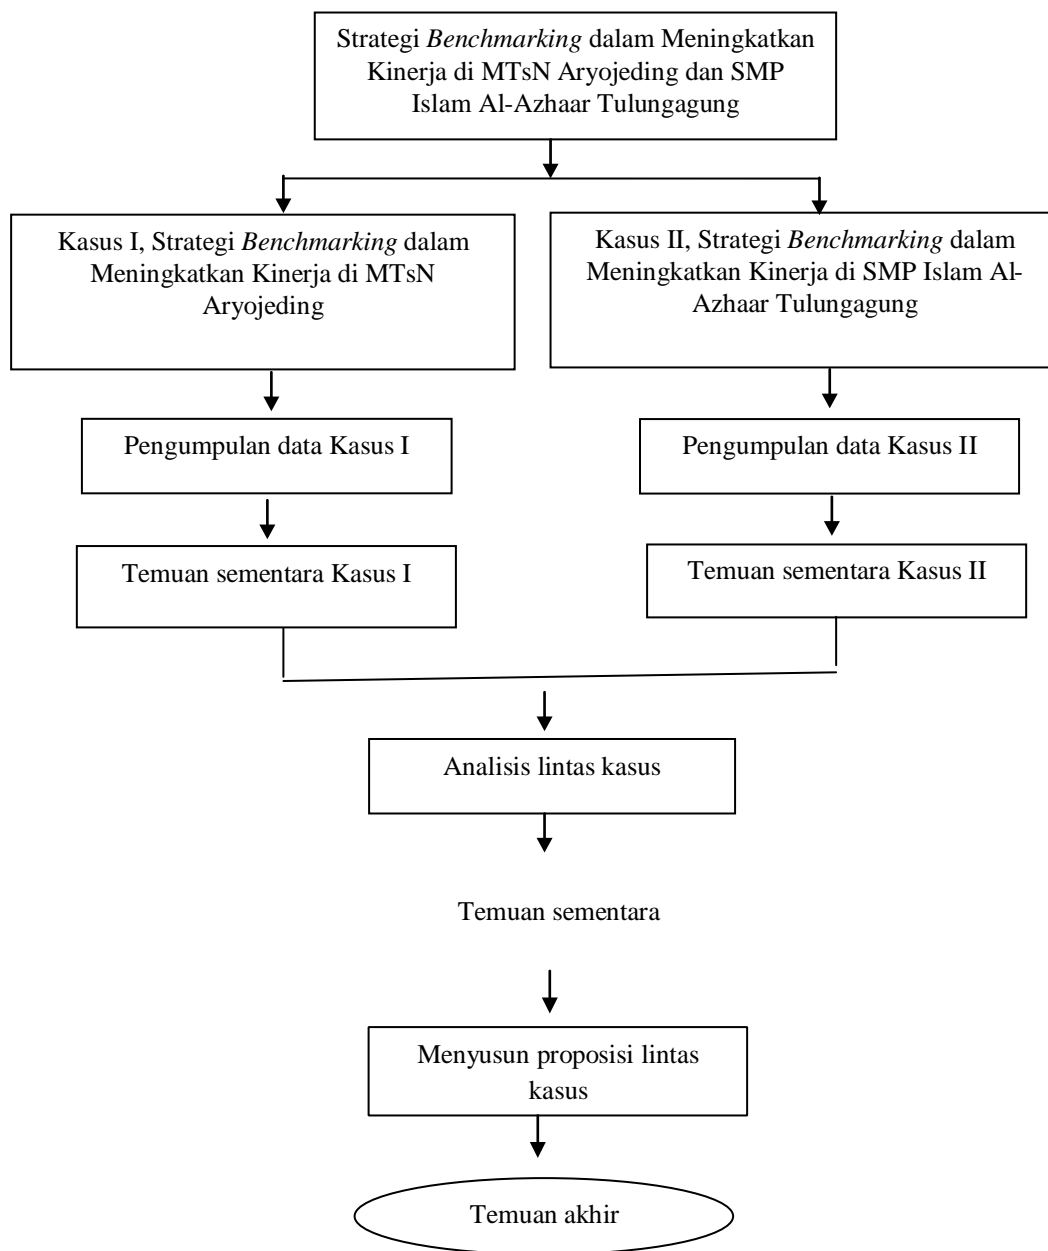 Strategi Benchmarking dalam Meningkatkan
Kinerja di MTsN Aryojeding dan SMP
Islam Al-Azhaar Tulungagung
Kasus I, Strategi Benchmarking dalam
Meningkatkan Kinerja di MTsN
Aryojeding
Kasus II, Strategi Benchmarking dalam
Meningkatkan Kinerja di SMP Islam Al-
Azhaar Tulungagung
Pengumpulan data Kasus I
Pengumpulan data Kasus II
Temuan sementara Kasus I
Temuan sementara Kasus II
Analisis lintas kasus
Temuan sementara
Menyusun proposisi lintas
kasus
Temuan akhir